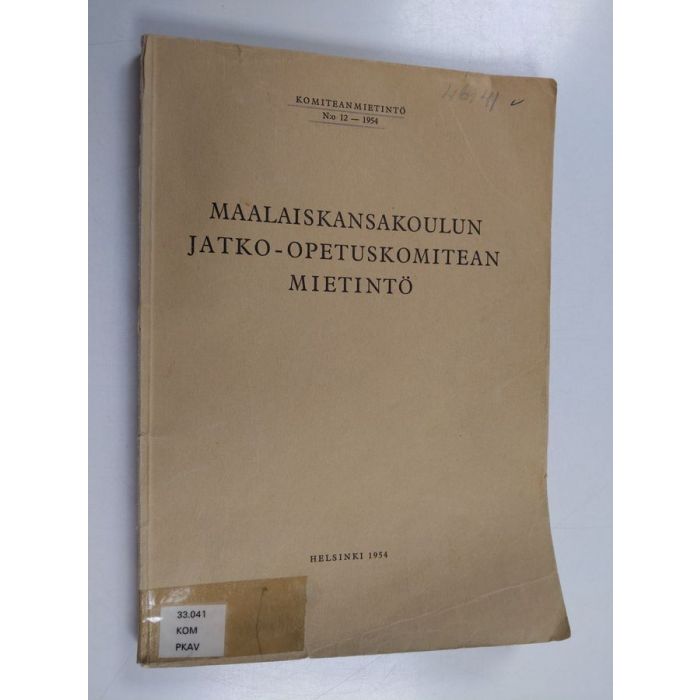 KOMITEANMIETINTÖ
N:o 12 — 1954
MAALAISKANSAKOULUN
JATKO-OPETUSKOMITEAN
MIETINTÖ
HELSINKI 1954
33.041
KOM
PKAV